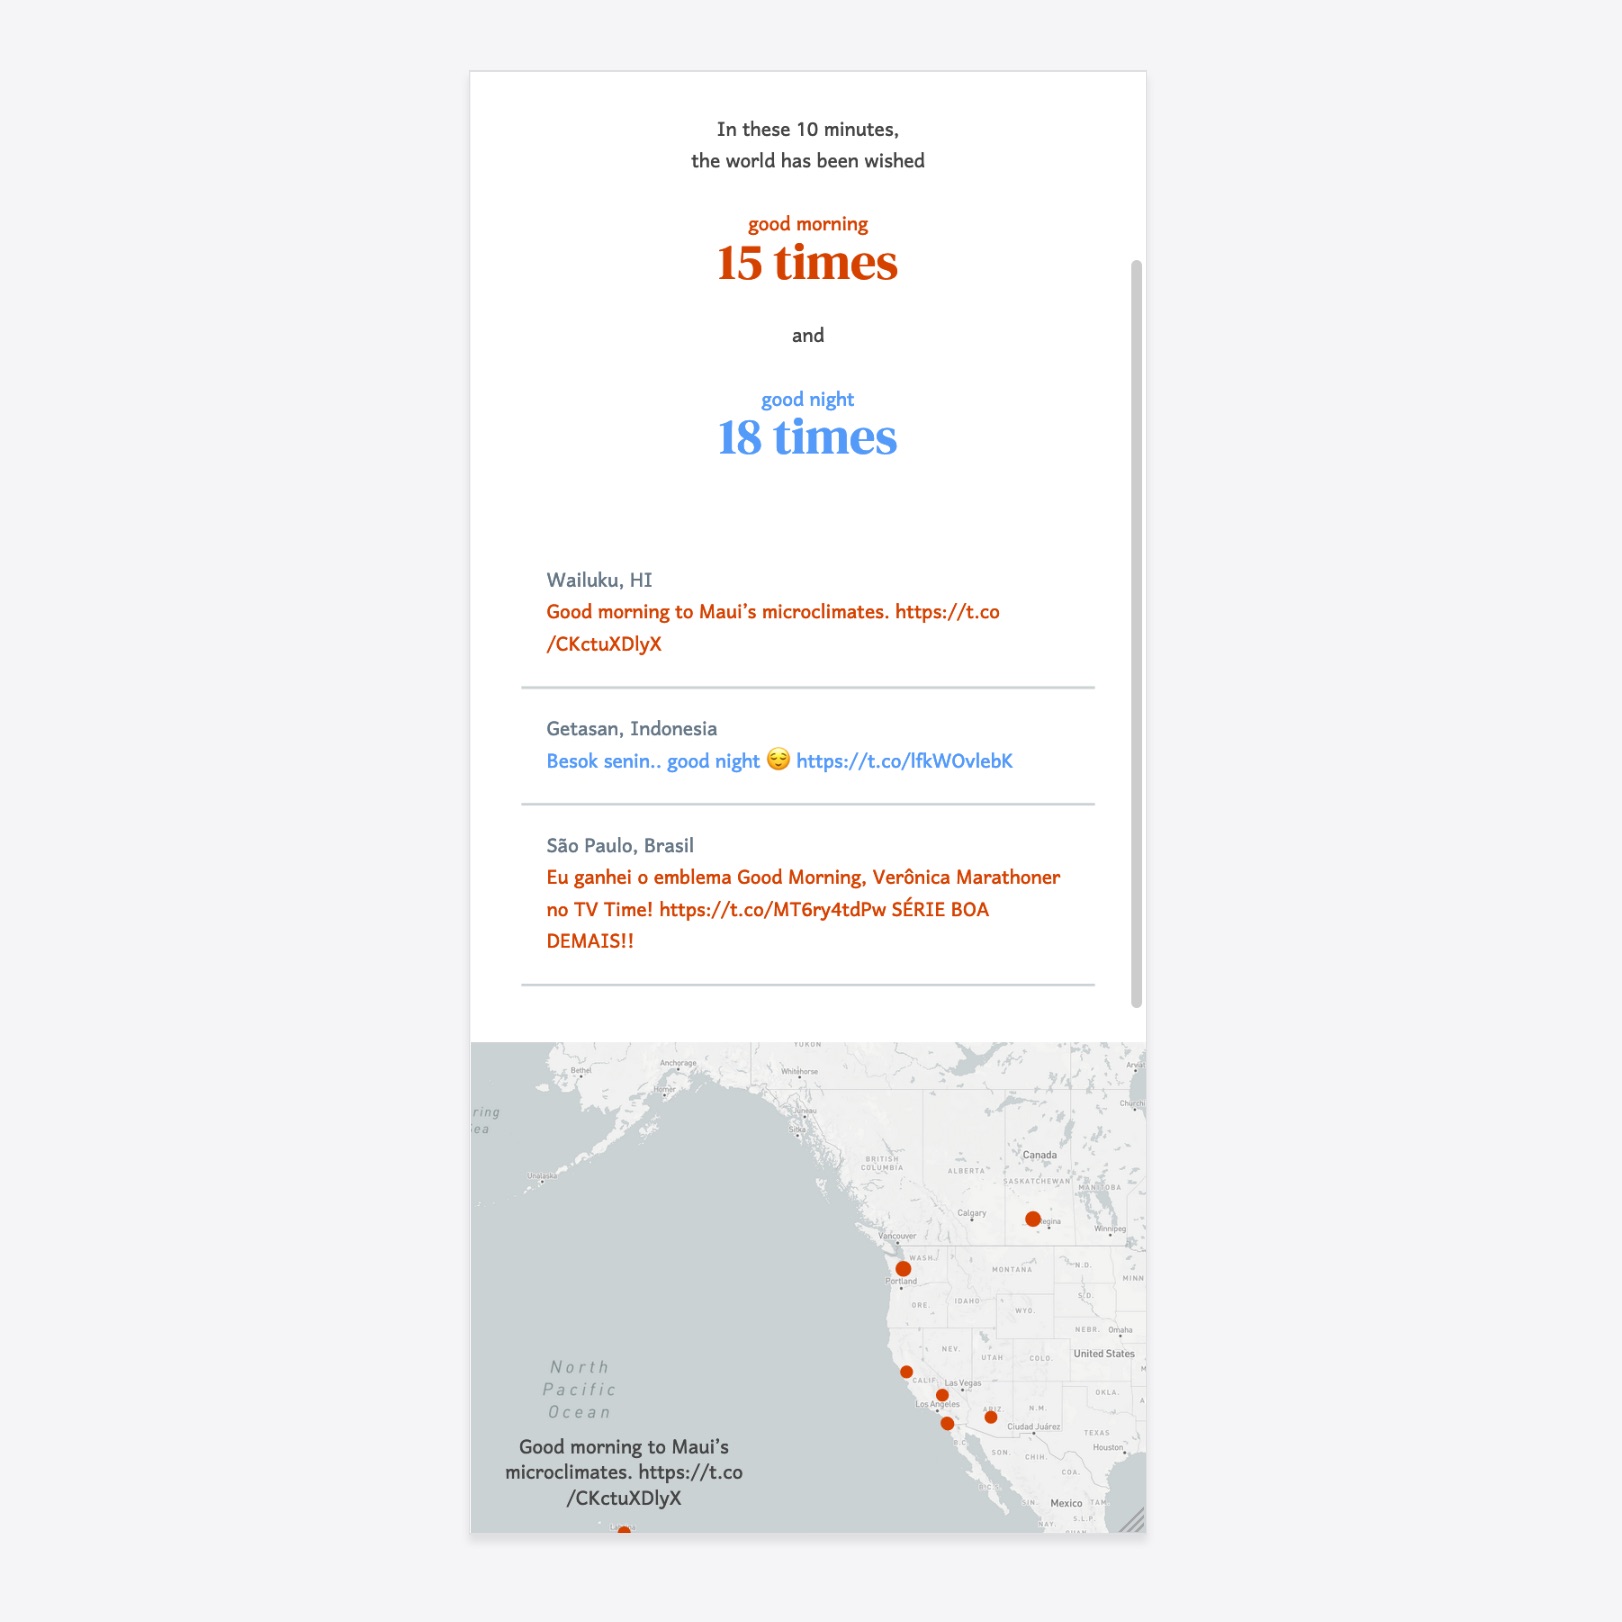 In these 10 minutes,
the world has been wished
good morning
15 times
and
good night
18 times
Wailuku, HI
Good morning to Maui’s microclimates. https://t.co
/CKctuXDlyX
Getasan, Indonesia
Besok senin.. good night 😌 https://t.co/lfkWOvlebK
São Paulo, Brasil
Eu ganhei o emblema Good Morning, Verônica Marathoner
no TV Time! https://t.co/MT6ry4tdPw SÉRIE BOA
DEMAIS!!
YUKON
Anchorage
Bethel
Whitehorse
Homer
Juneau
Sitka
Unalaska
Canada
BRITISH
COLUMBIA
ALBERTA
SASKATCHEWAN
MANITOBA
Calgary
Winnipeg
Vancouver
WASH.
Portland
MONTANA
N.D.
MINN
ORE.
IDAHO
WYO.
S.D.
NEBR.
Omaha
NEV.
UTAH
COLO.
United States
CALIF
Las Vegas
Los Angeles
N.M.
OKLA.
Ciudad Juárez
TEXAS
Houston
SON.
CHIH.
COA.
Mexico
TAM.
S.L.P.
NAY.
North
Pacific
Ocean
Good morning to Maui’s
microclimates. https://t.co
/CKctuXDlyX